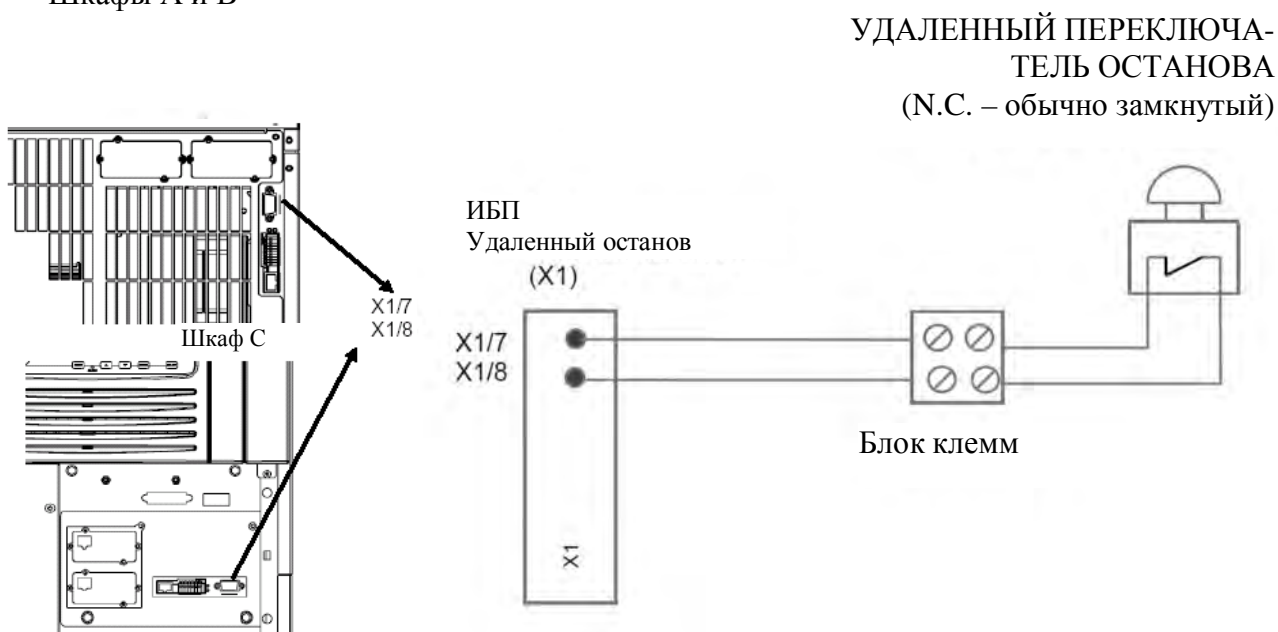 Шкафы А и В
УДАЛЕННЫЙ ПЕРЕКЛЮЧА-
ТЕЛЬ ОСТАНОВА
(N.C. – обычно замкнутый)
ИБП
Удаленный останов
(X1)
X1/7
X1/8
Шкаф С
X1/7
X1/8
Блок клемм
X1